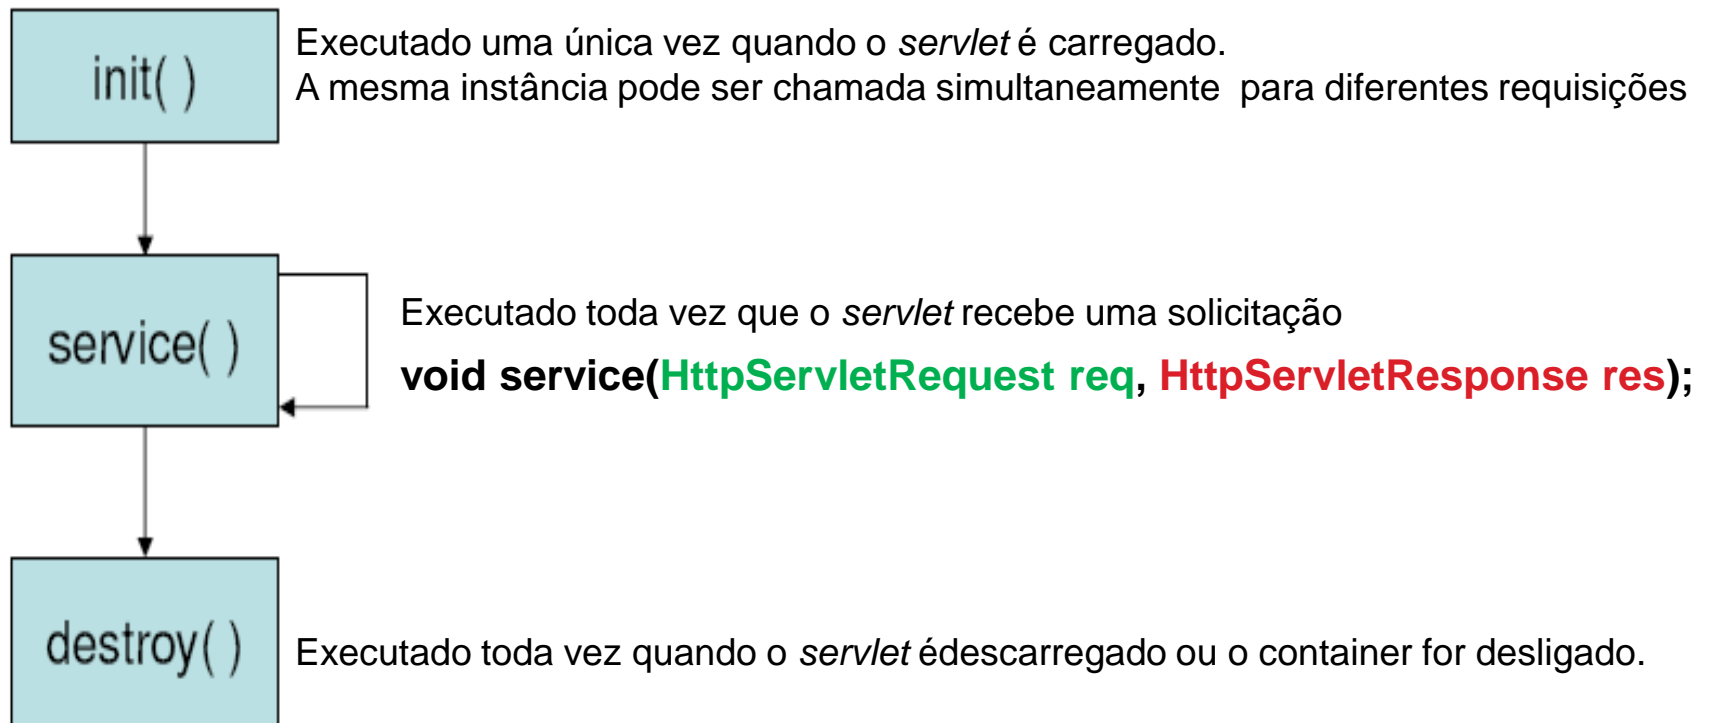 init( )
Executado uma única vez quando o servlet é carregado.
A mesma instância pode ser chamada simultaneamente  para diferentes requisições
service( )
Executado toda vez que o servlet recebe uma solicitação
void service(HttpServletRequest req, HttpServletResponse res);
destroy( )
Executado toda vez quando o servlet édescarregado ou o container for desligado.